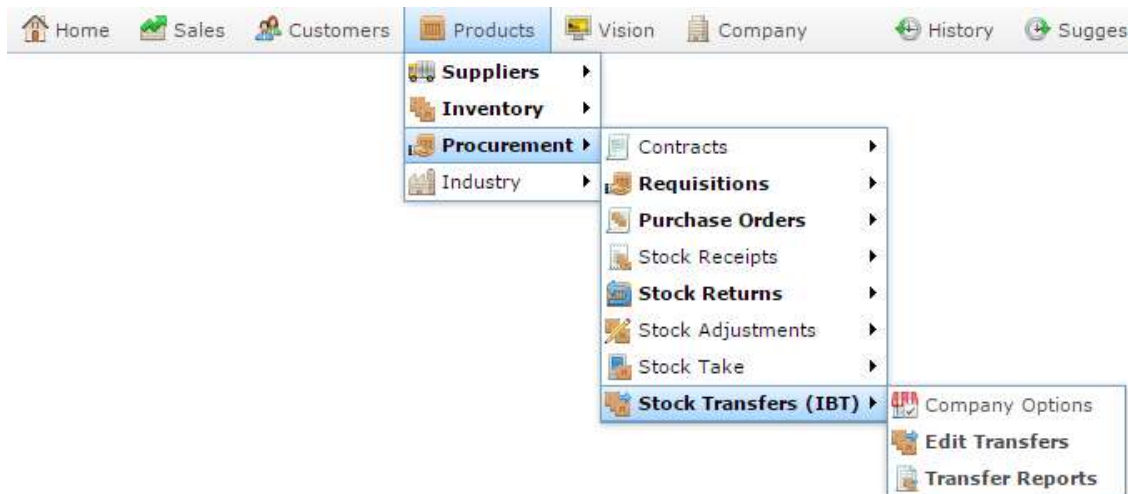 Home Sales Customers Products Vision Company History Sugges
Suppliers
Inventory
Procurement
Industry
Contracts
Requisitions
Purchase Orders
Stock Receipts
Stock Returns
Stock Adjustments
Stock Take
Stock Transfers (IBT)
Company Options
Edit Transfers
Transfer Reports